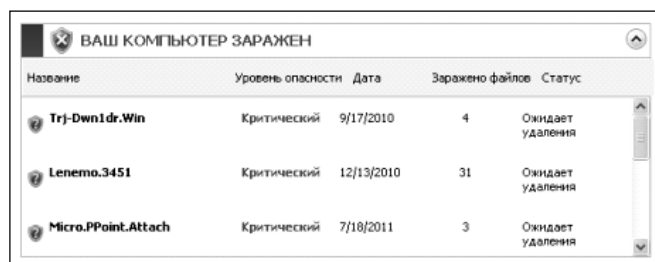 ВАШ КОМПЬЮТЕР ЗАРАЖЕН
Название Уровень опасности Дата Заражено файлов Статус
Trj-Dwn1dr.Win Критический 9/17/2010 4 Ожидает
удаления
Lenemo.3451 Критический 12/13/2010 31 Ожидает
удаления
Micro.PPoint.Attach Критический 7/18/2011 3 Ожидает
удаления